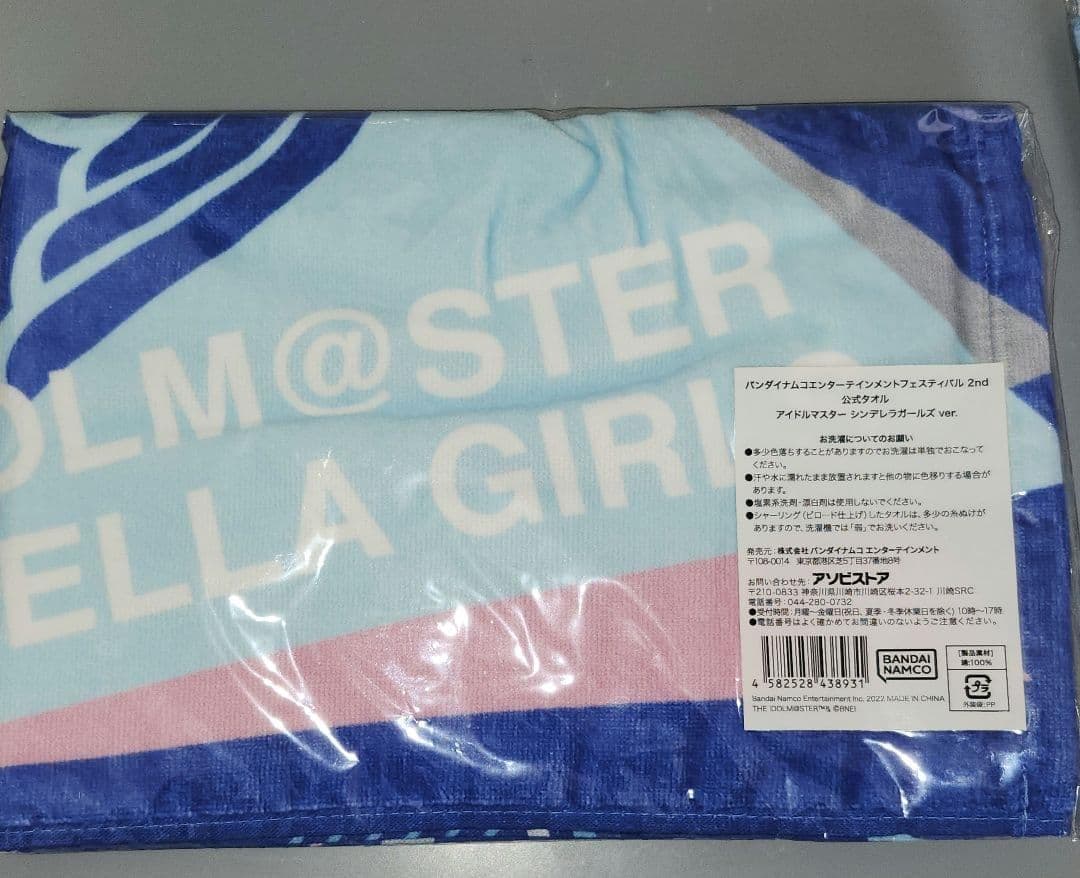 OLM@STER
ELLA GIRLS
バンダイナムコエンターテインメントフェスティバル 2nd
公式タオル
アイドルマスター シンデレラガールズ ver.
お洗濯についてのお願い
●多少色落ちすることがありますのでお洗濯は単独でおこなって
ください。
●汗や水に濡れたまま放置されますと他の物に色移りする場合が
あります。
●塩素系洗剤・漂白剤は使用しないでください。
●シャーリング(ビロード仕上げ)したタオルは、多少の糸ぬけが
ありますので、洗濯機では「弱」でお洗いください。
発売元:株式会社 バンダイナムコ エンターテインメント
〒108-0014 東京都港区芝5丁目37番地8号
お問い合わせ先:アソビストア
〒210-0833 神奈川県川崎市川崎区桜本2-32-1 川崎SRC
電話番号:044-280-0732
●受付時間:月曜～金曜日(祝日、夏季・冬季休業日を除く) 10時～17時
●電話番号はよく確かめてお間違いのないようご注意ください。
4 582528 438931
BANDAI
NAMCO
[製品素材]
綿:100%
プラ
外装袋:PP
Bandai Namco Entertainment Inc. 2022 MADE IN CHINA
THE IDOLM@STER™& ©BNEI